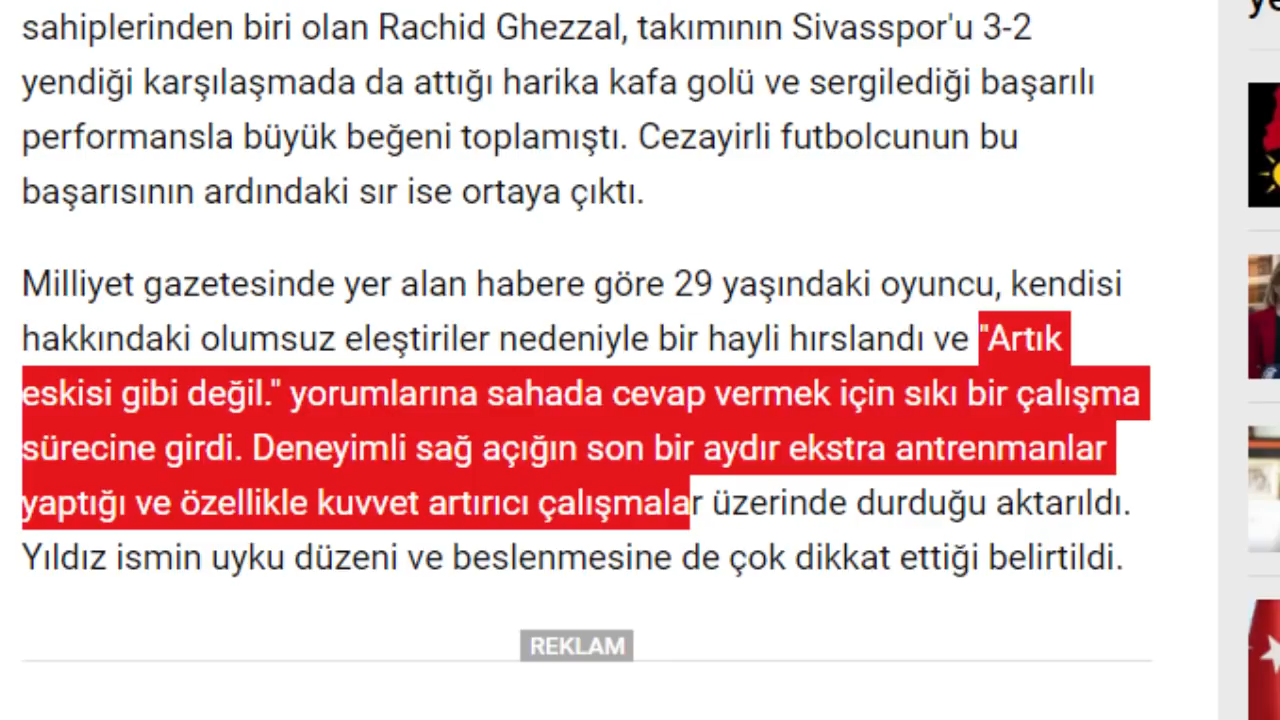 sahiplerinden biri olan Rachid Ghezzal, takımının Sivasspor'u 3-2
yendiği karşılaşmada da attığı harika kafa golü ve sergilediği başarılı
performansla büyük beğeni toplamıştı. Cezayirli futbolcunun bu
başarısının ardındaki sır ise ortaya çıktı.
Milliyet gazetesinde yer alan habere göre 29 yaşındaki oyuncu, kendisi
hakkındaki olumsuz eleştiriler nedeniyle bir hayli hırslandı ve "Artık
eskisi gibi değil." yorumlarına sahada cevap vermek için sıkı bir çalışma
sürecine girdi. Deneyimli sağ açığın son bir aydır ekstra antrenmanlar
yaptığı ve özellikle kuvvet artırıcı çalışmalar üzerinde durduğu aktarıldı.
Yıldız ismin uyku düzeni ve beslenmesine de çok dikkat ettiği belirtildi.
REKLAM